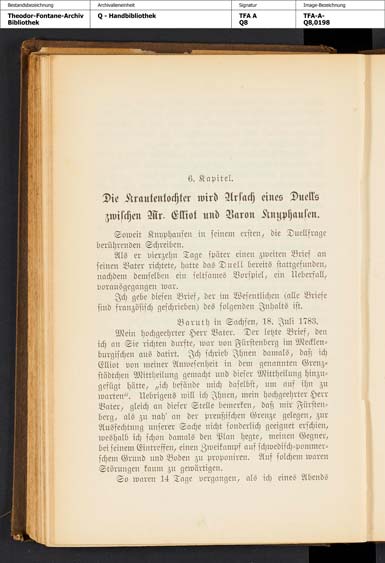 Bestandsbezeichnung
Archivalieneinheit
Signatur
Image-Bezeichnung
Theodor-Fontane-Archiv
Bibliothek
Q - Handbibliothek
TFA A
Q8
TFA-A-
Q8,0198
6. Kapitel.
Die Krautentochter wird Ursach eines Duells
zwischen Mr. Elliot und Baron Knyphausen.
Soweit Knyphausen in seinem ersten, die Duellfrage
berührenden Schreiben.
Als er vierzehn Tage später einen zweiten Brief an
seinen Vater richtete, hatte das Duell bereits stattgefunden,
nachdem demselben ein seltsames Vorspiel, ein Ueberfall,
vorausgegangen war.
Ich gebe diesen Brief, der im Wesentlichen (alle Briefe
sind französisch geschrieben) des folgenden Inhalts ist.
Baruth in Sachsen, 18. Juli 1783.
Mein hochgeehrter Herr Vater. Der letzte Brief, den
ich an Sie richten durfte, war von Fürstenberg im Mecklen-
burgischen aus datirt. Ich schrieb Ihnen damals, daß ich
Elliot von meiner Anwesenheit in dem genannten Grenz-
städtchen Mittheilung gemacht und dieser Mittheilung hinzu-
gefügt hätte, „ich befände mich daselbst, um auf ihn zu
warten“. Uebrigens will ich Ihnen, mein hochgeehrter Herr
Vater, gleich an dieser Stelle bemerken, daß mir Fürsten-
berg, als zu nah' an der preußischen Grenze gelegen, zur
Ausfechtung unserer Sache nicht sonderlich geeignet erschien,
weshalb ich schon damals den Plan hegte, meinen Gegner,
bei seinem Eintreffen, einen Zweikampf auf schwedisch-pommer-
schem Grund und Boden zu proponiren. Auf solchem waren
Störungen kaum zu gewärtigen.
So waren 14 Tage vergangen, als ich eines Abends